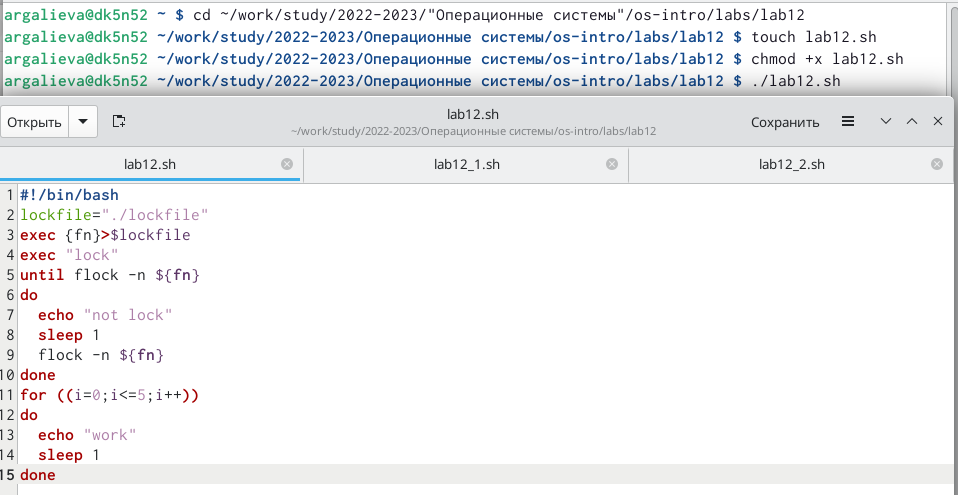 argalieva@dk5n52 ~ $ cd ~/work/study/2022-2023/"Операционные системы"/os-intro/labs/lab12
argalieva@dk5n52 ~/work/study/2022-2023/Операционные системы/os-intro/labs/lab12 $ touch lab12.sh
argalieva@dk5n52 ~/work/study/2022-2023/Операционные системы/os-intro/labs/lab12 $ chmod +x lab12.sh
argalieva@dk5n52 ~/work/study/2022-2023/Операционные системы/os-intro/labs/lab12 $ ./lab12.sh
Открыть
lab12.sh
~/work/study/2022-2023/Операционные системы/os-intro/labs/lab12
Сохранить
lab12.sh
lab12_1.sh
lab12_2.sh
1 #!/bin/bash
2 lockfile="./lockfile"
3 exec {fn}>$lockfile
4 exec "lock"
5 until flock -n ${fn}
6 do
7   echo "not lock"
8   sleep 1
9   flock -n ${fn}
10 done
11 for ((i=0;i<=5;i++))
12 do
13   echo "work"
14   sleep 1
15 done